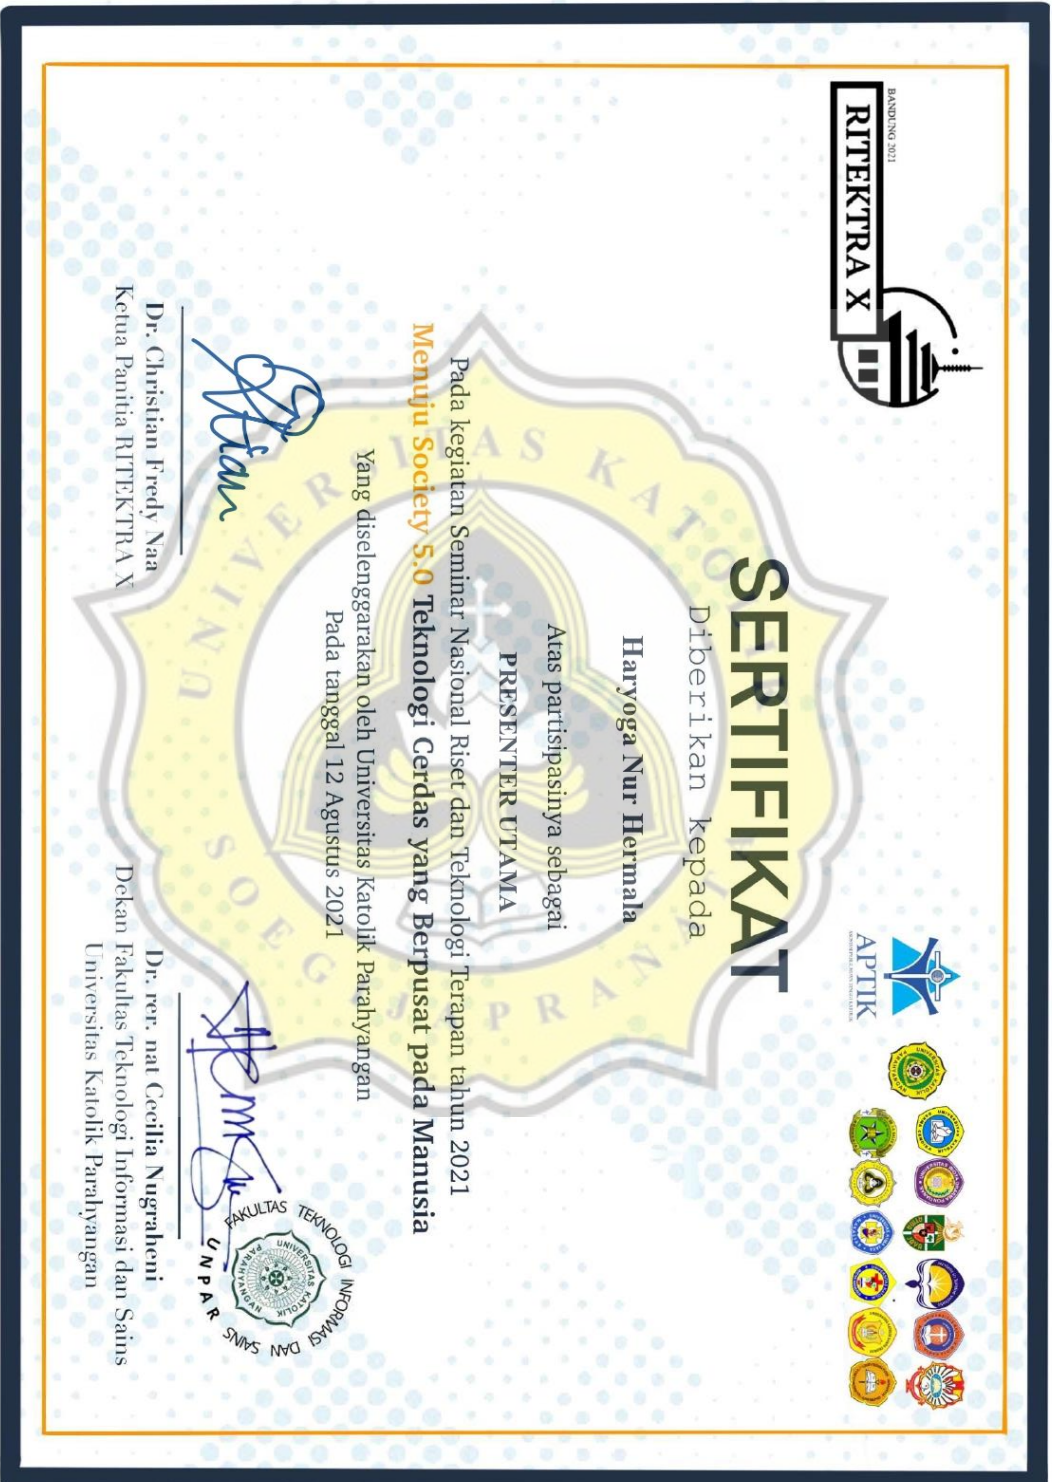 BANDUNG 2021
RITEKTRA X
APTIK
SERTIFIKAT
Diberikan kepada
Haryoga Nur Hermala
Atas partisipasinya sebagai
PRESENTER UTAMA
Pada kegiatan Seminar Nasional Riset dan Teknologi Terapan tahun 2021
Menuju Society 5.0 Teknologi Cerdas yang Berpusat pada Manusia
Yang diselenggarakan oleh Universitas Katolik Parahyangan
Pada tanggal 12 Agustus 2021
Dr. Christian Fredy Naa
Ketua Panitia RITEKTRA X
Dr. rer. nat Cecilia Nugraheni
Dekan Fakultas Teknologi Informasi dan Sains
Universitas Katolik Parahyangan
FAKULTAS TEKNOLOGI INFORMASI DAN SAINS
UNPAR
UNIVERSITAS KATOLIK
PARAHYANGAN
UNIVERSITAS KATOLIK
SOEGIJAPRANATA